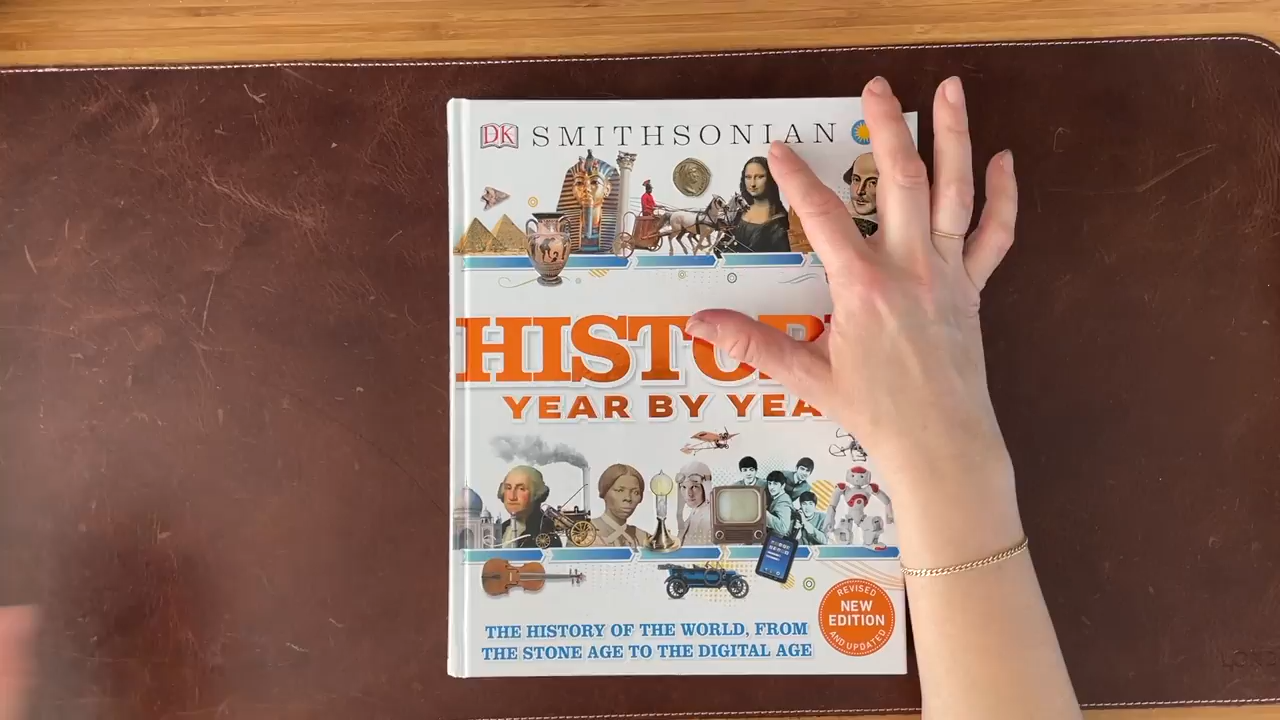 DK SMITHSONIAN
HISTOR
YEAR BY YEA
REVISED
NEW
EDITION
AND UPDATED
THE HISTORY OF THE WORLD, FROM
THE STONE AGE TO THE DIGITAL AGE